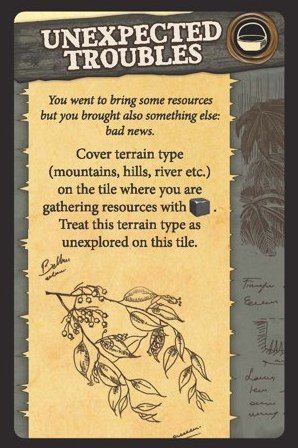 UNEXPECTED
TROUBLES
You went to bring some resources
but you brought also something else:
bad news.
Cover terrain type
(mountains, hills, river etc.)
on the tile where you are
gathering resources with .
Treat this terrain type as
unexplored on this tile.